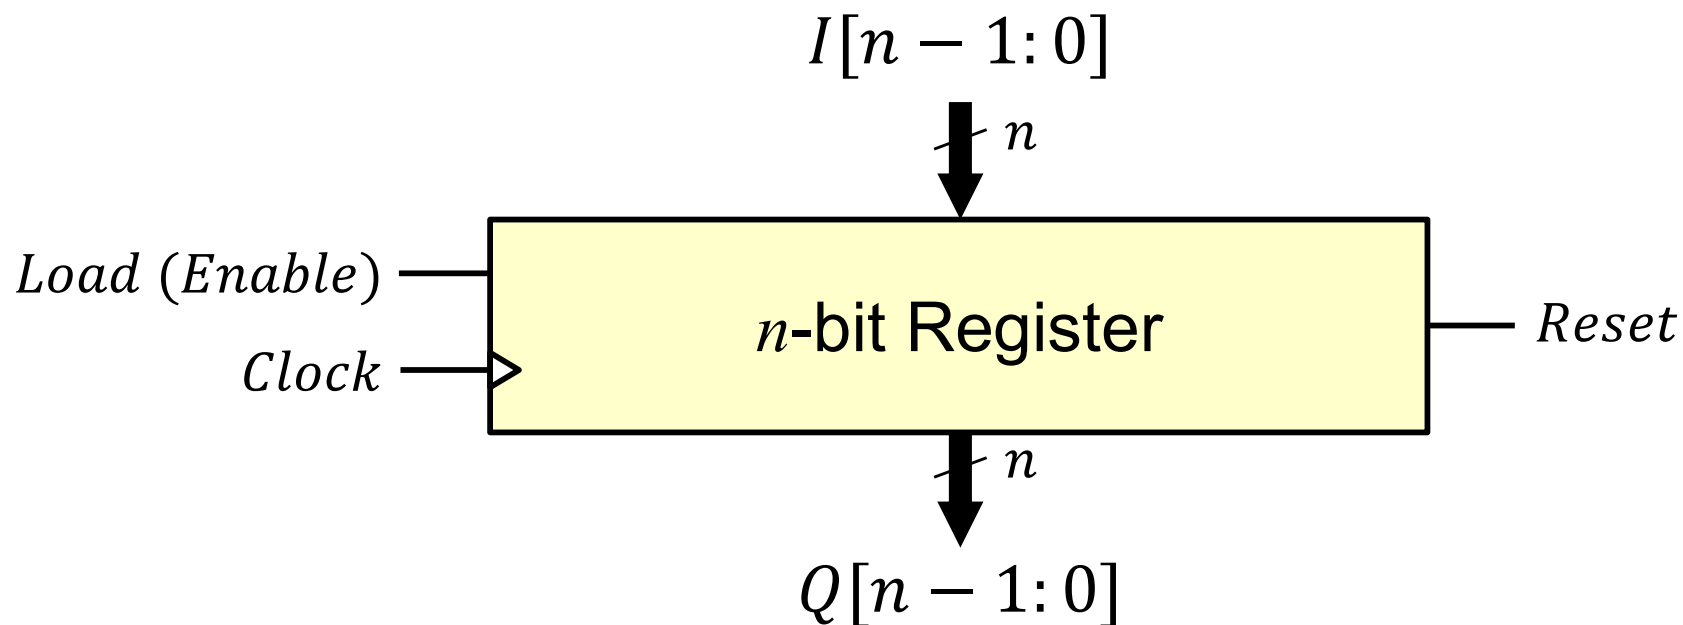 I[n − 1: 0]
n
Load (Enable)
n-bit Register
Reset
Clock
n
Q[n − 1: 0]